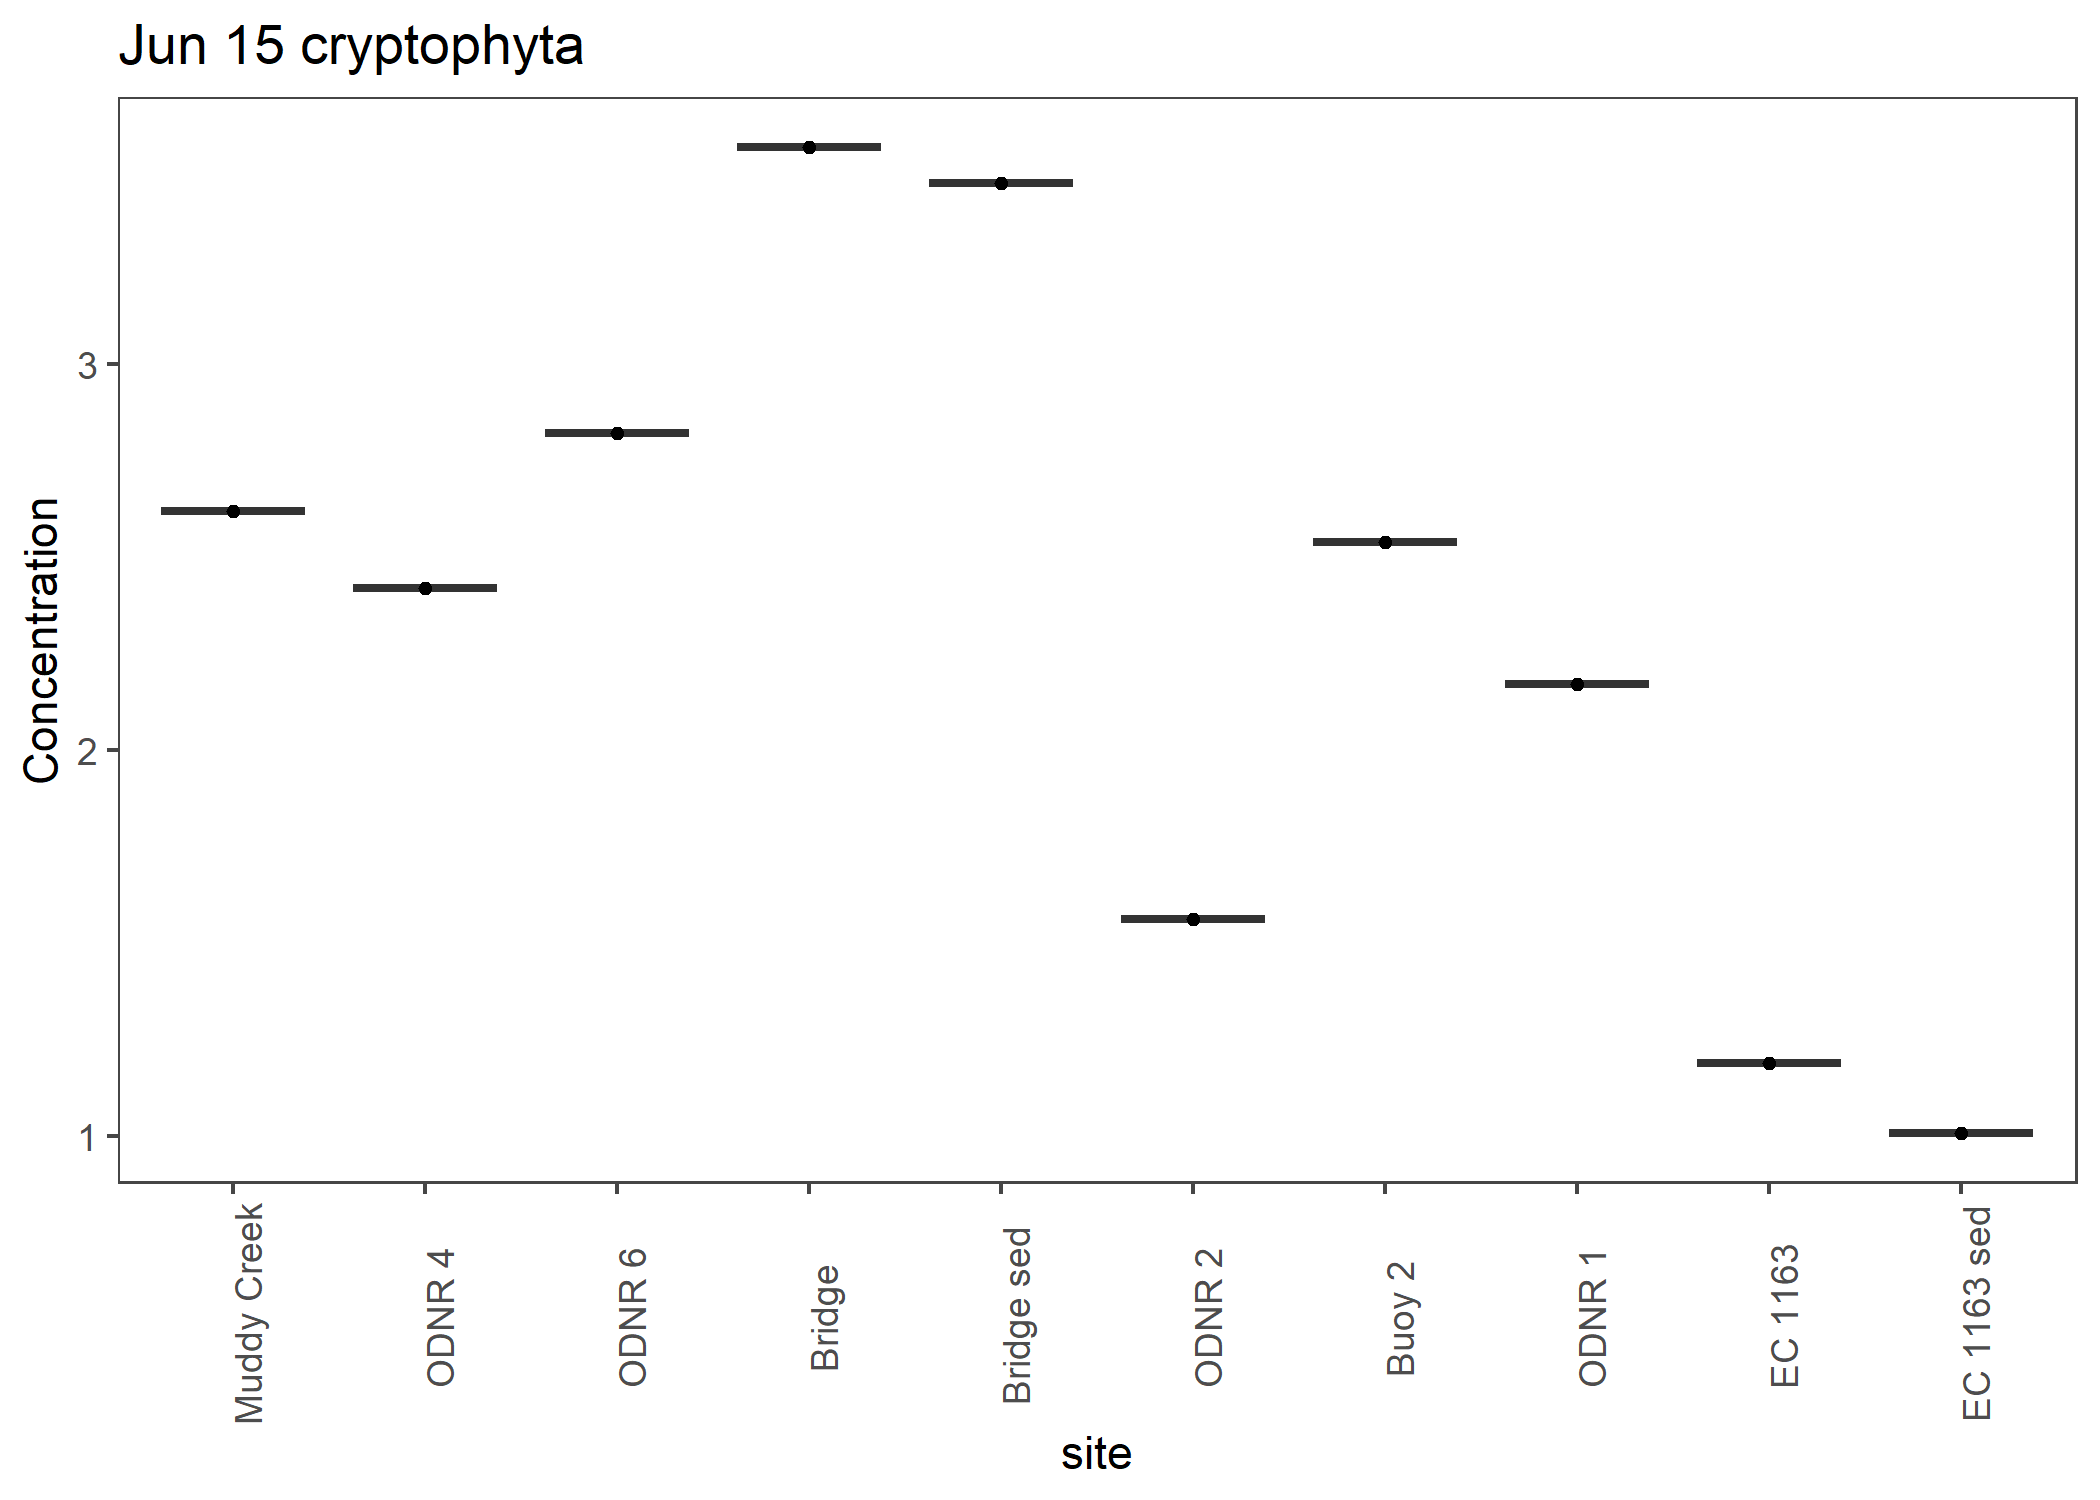 Jun 15 cryptophyta
Concentration
3
2
1
Muddy Creek
ODNR 4
ODNR 6
Bridge
Bridge sed
ODNR 2
Buoy 2
ODNR 1
EC 1163
EC 1163 sed
site